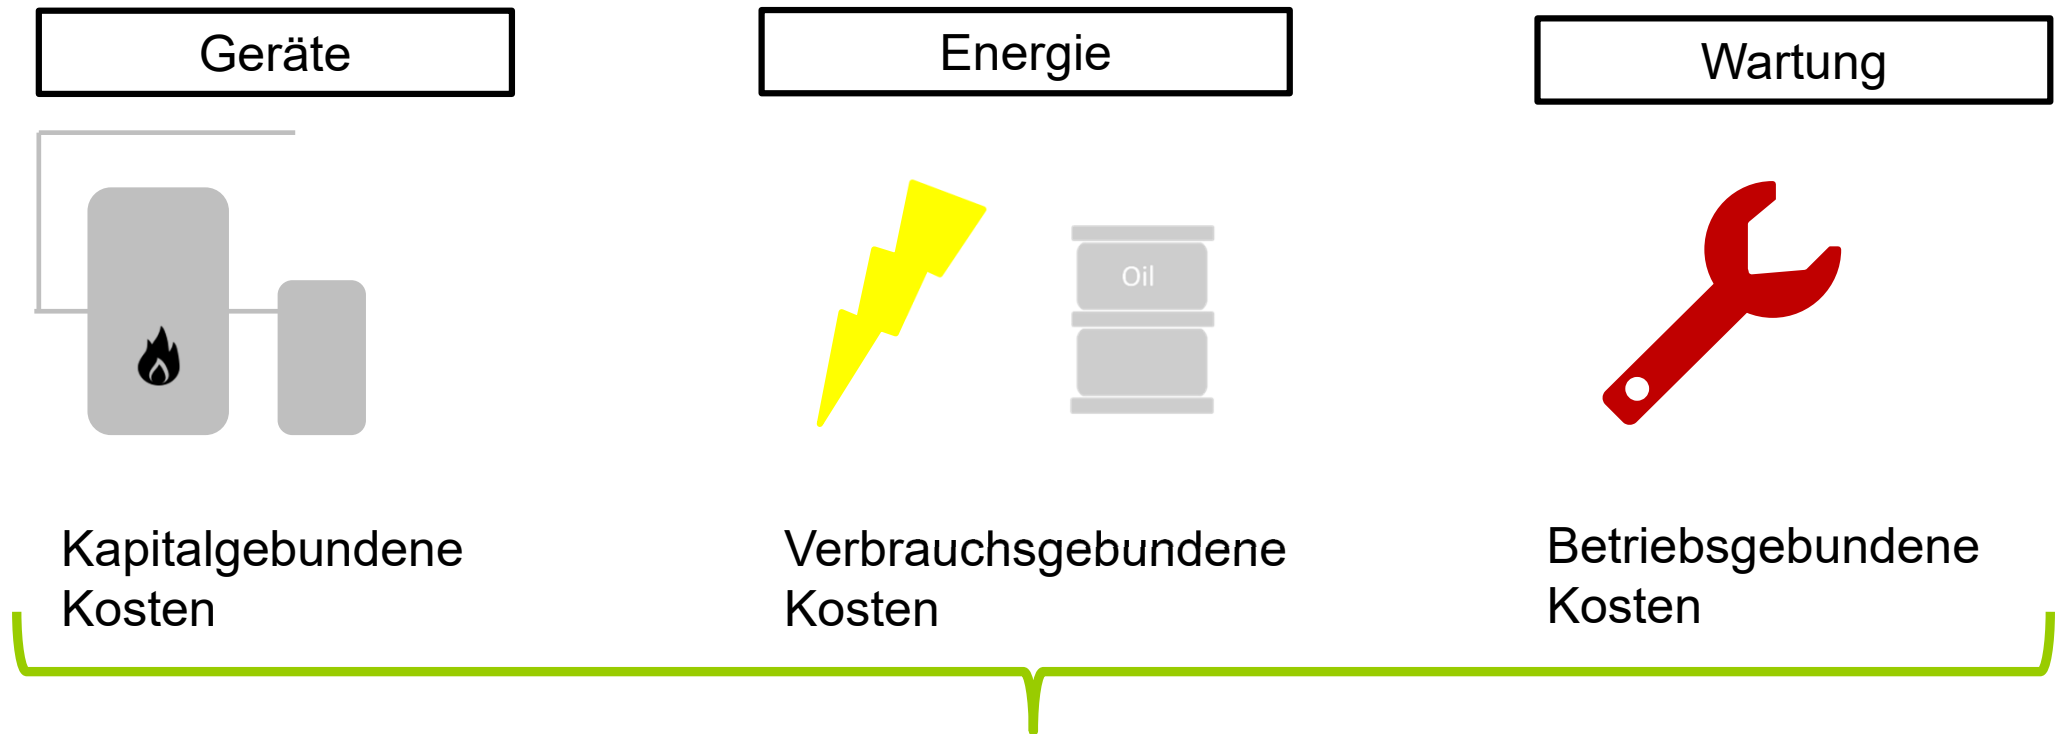 Geräte
Energie
Wartung
Oil
Kapitalgebundene
Kosten
Verbrauchsgebundene
Kosten
Betriebsgebundene
Kosten